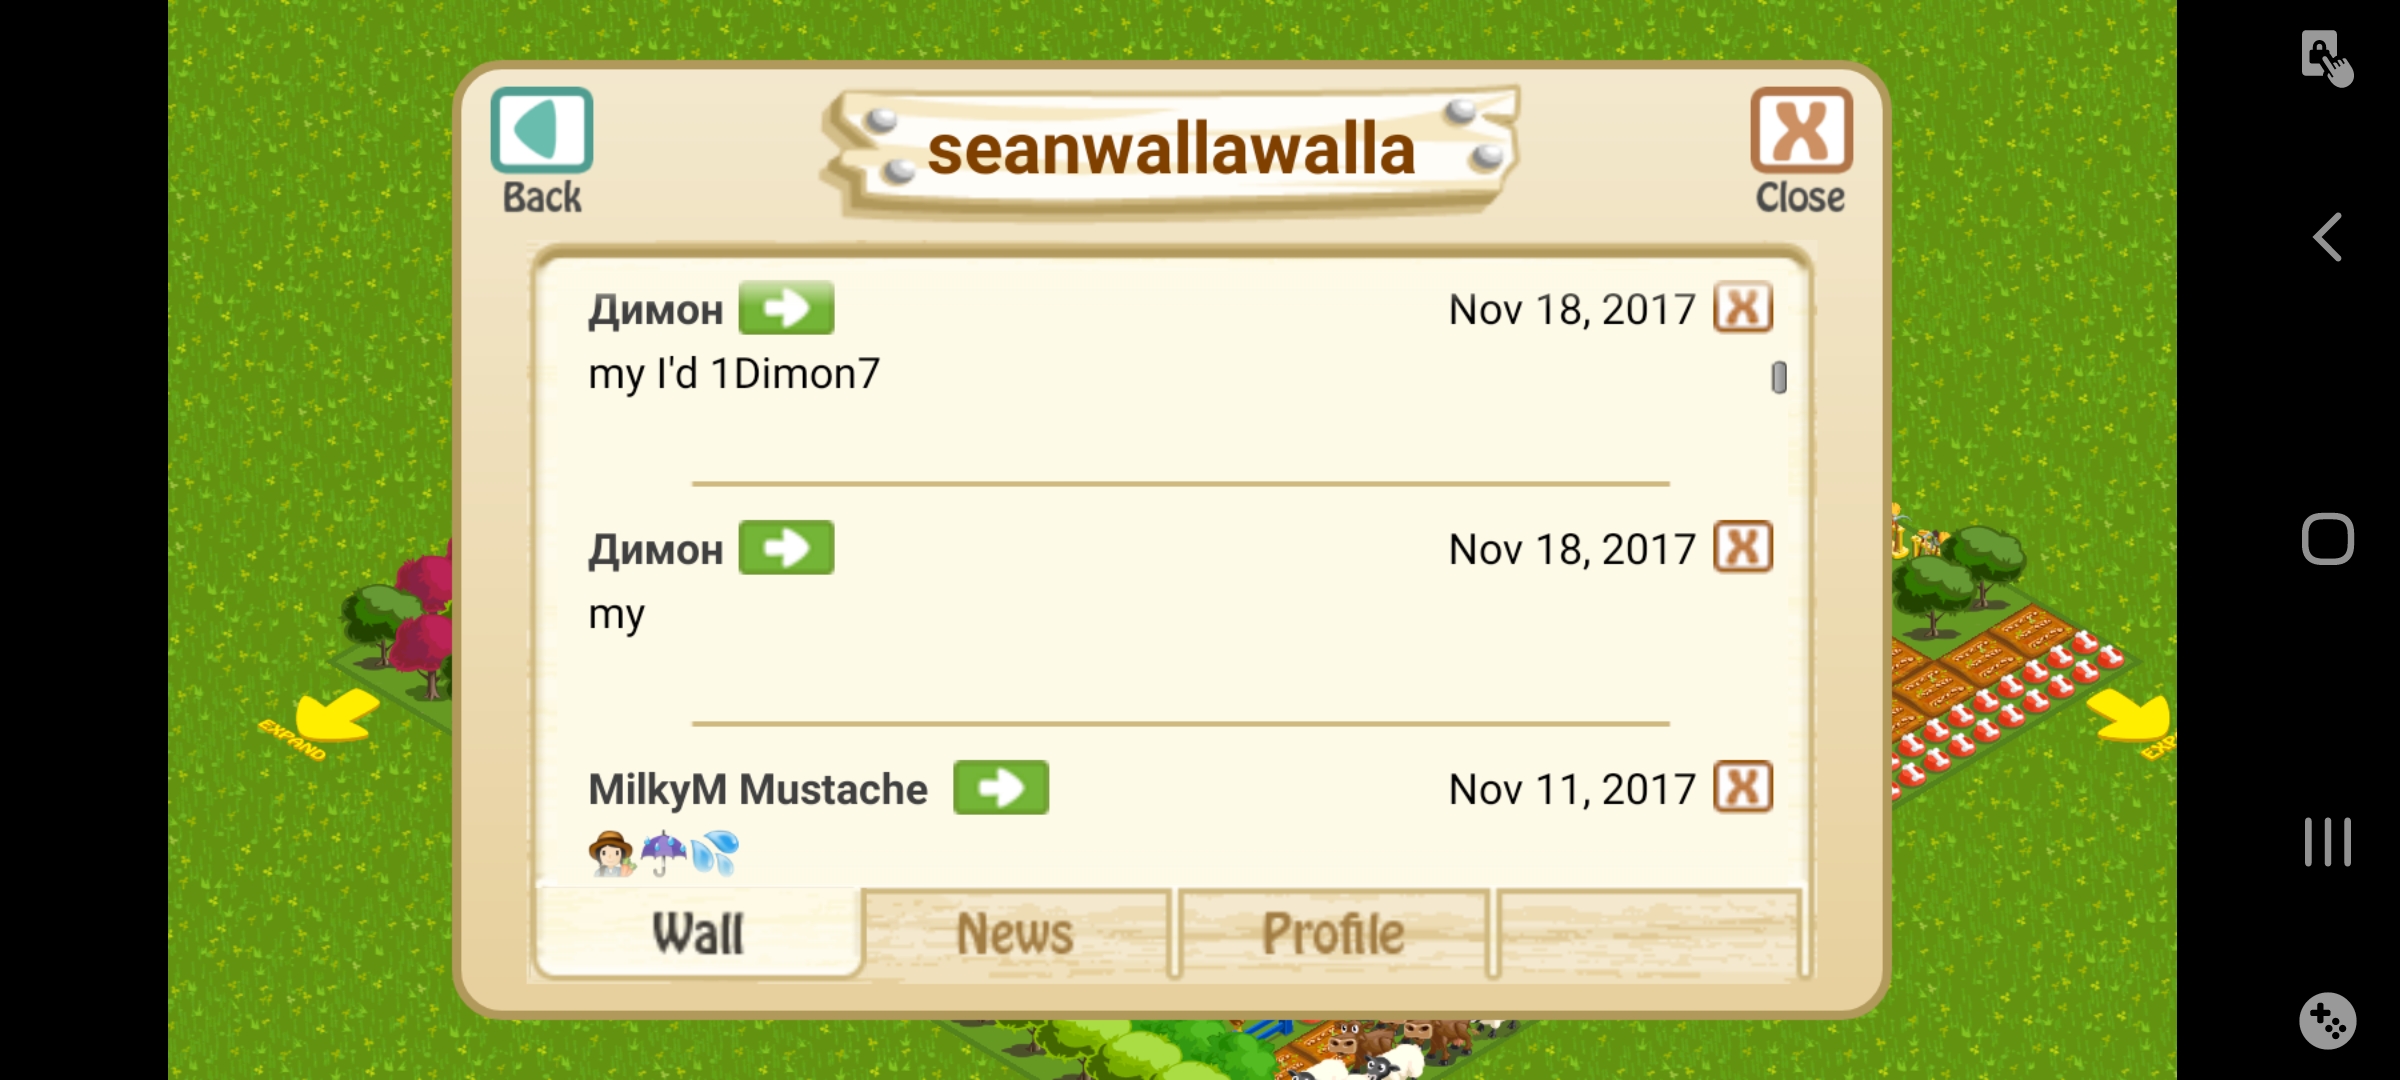 seanwallawalla
Back
Close
Димон
Nov 18, 2017
my I'd 1Dimon7
Димон
Nov 18, 2017
my
MilkyM Mustache
Nov 11, 2017
👩🏻‍🌾☔💦
Wall
News
Profile
EXPAND
EXP